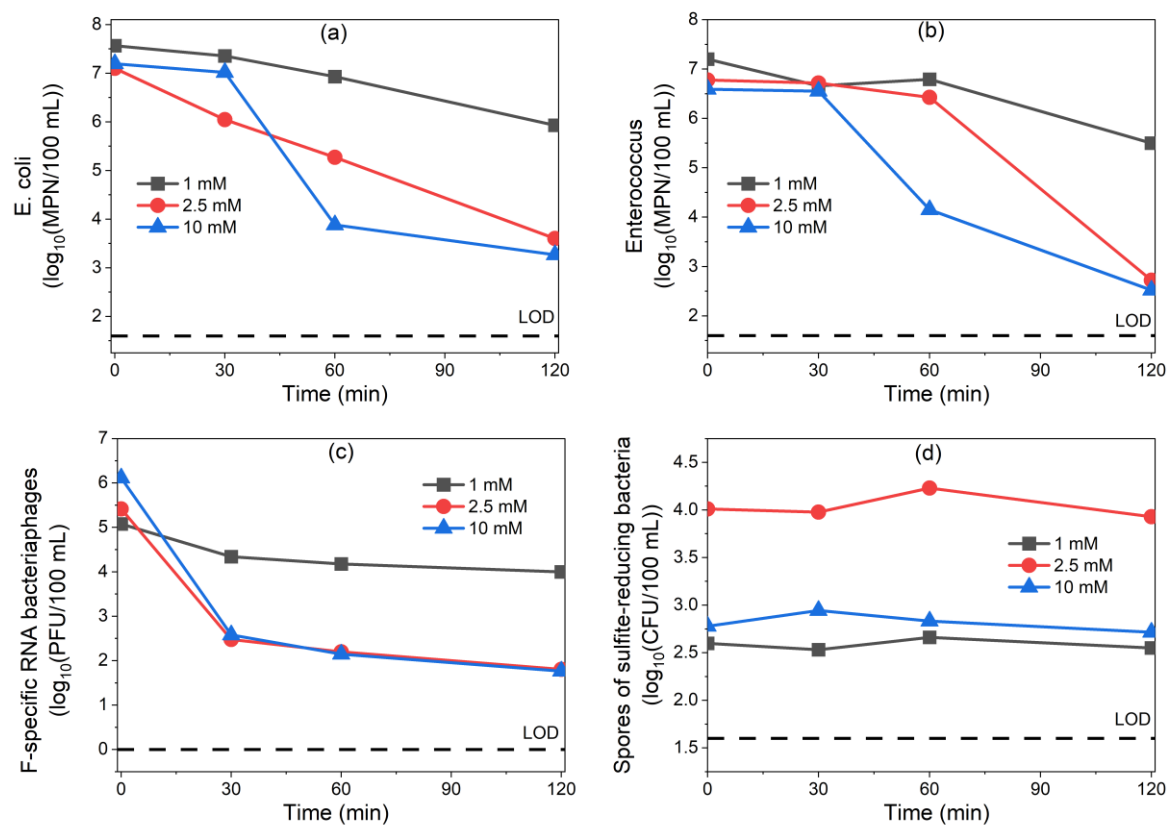 (a)
E. coli
(log10(MPN/100 mL))
8
7
6
5
4
3
2
1 mM
2.5 mM
10 mM
LOD
0
30
60
90
120
Time (min)
(b)
Enterococcus
(log10(MPN/100 mL))
8
7
6
5
4
3
2
1 mM
2.5 mM
10 mM
LOD
0
30
60
90
120
Time (min)
(c)
F-specific RNA bacteriaphages
(log10(PFU/100 mL)
7
6
5
4
3
2
1
0
1 mM
2.5 mM
10 mM
LOD
0
30
60
90
120
Time (min)
(d)
Spores of sulfite-reducing bacteria
(log10(CFU/100 mL)
4.5
4.0
3.5
3.0
2.5
2.0
1.5
1 mM
2.5 mM
10 mM
LOD
0
30
60
90
120
Time (min)